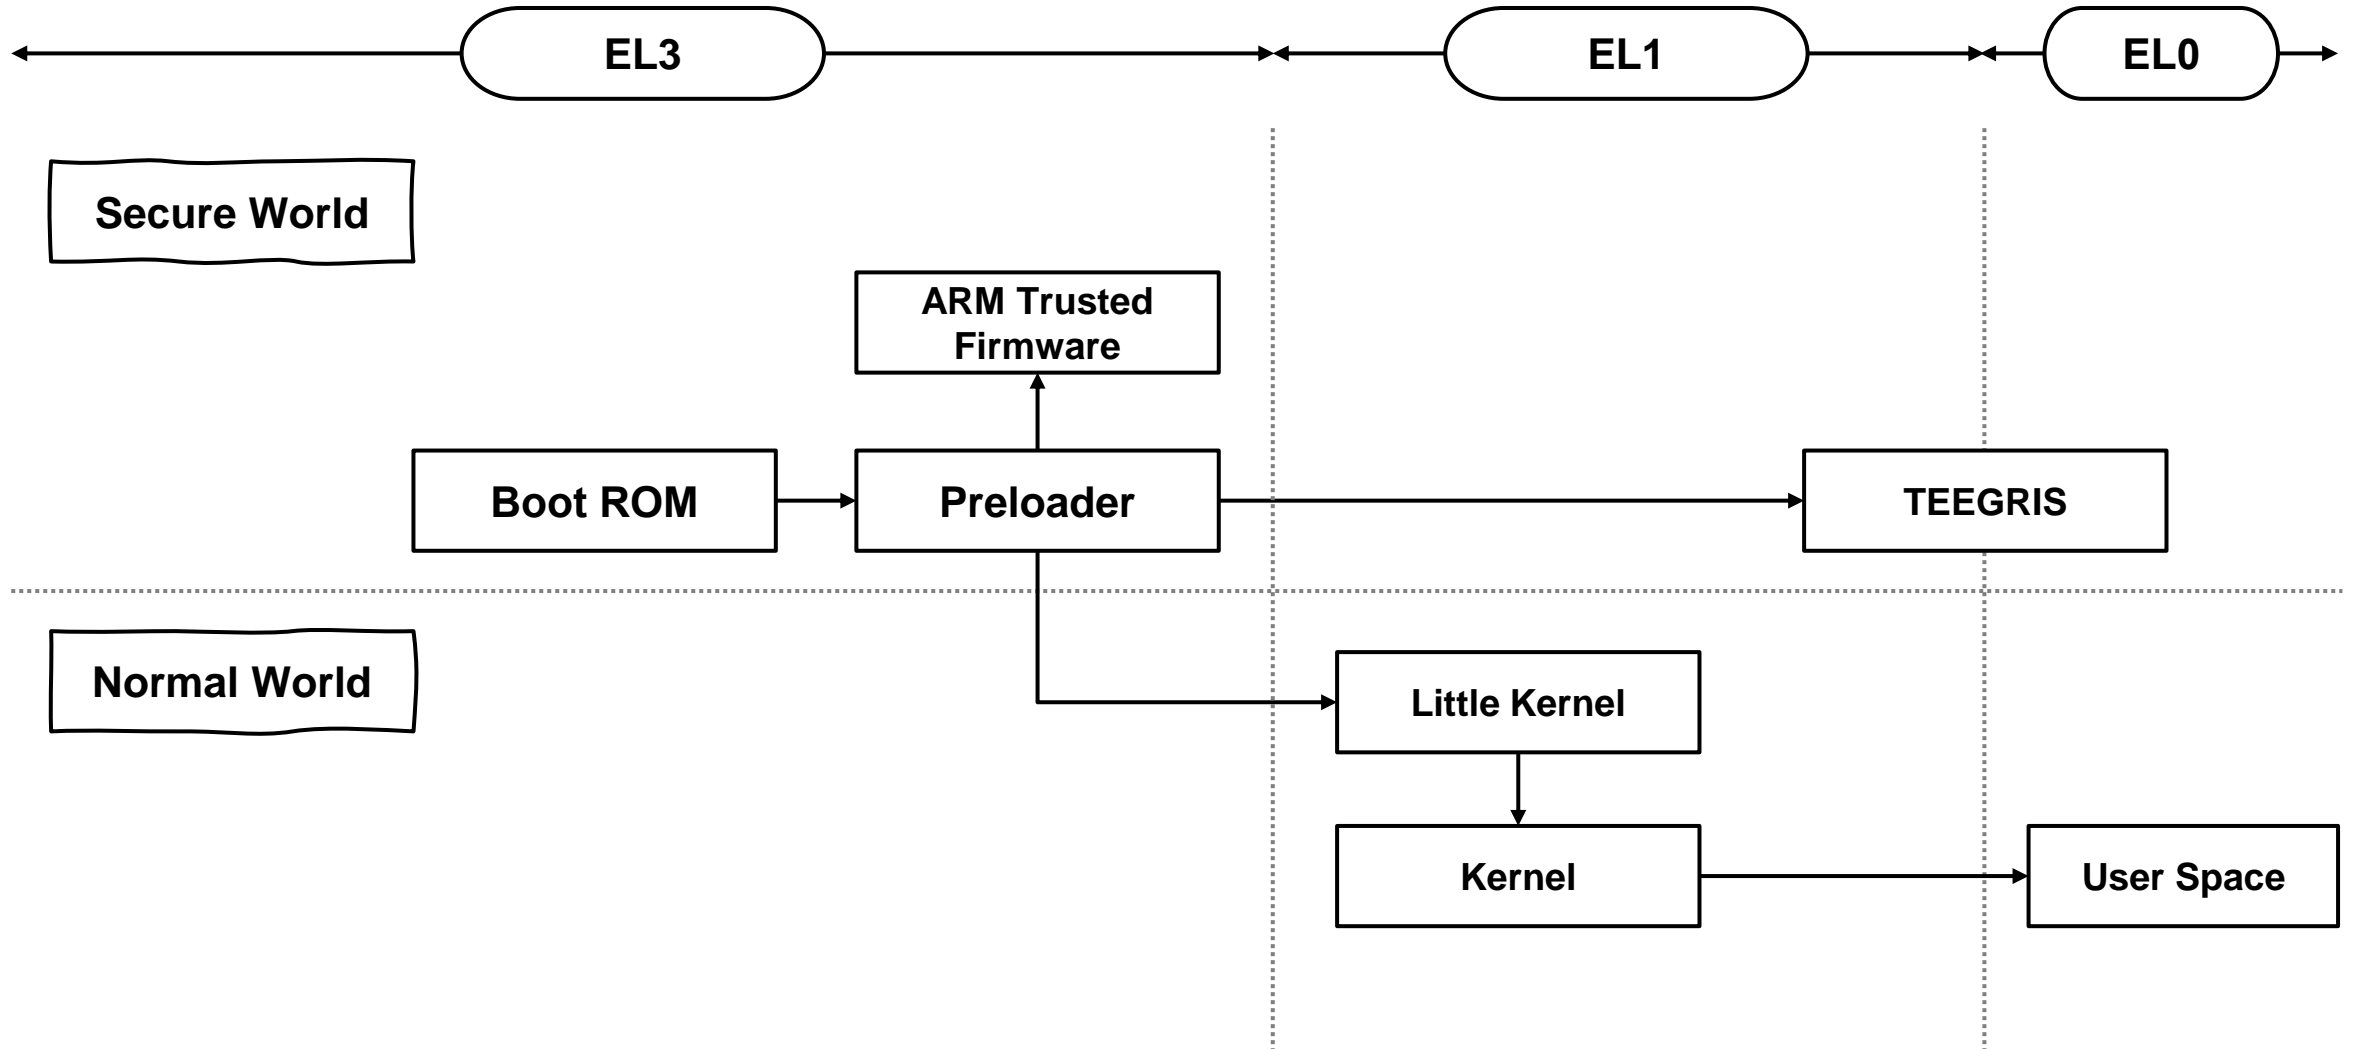 EL3
EL1
EL0
Secure World
ARM Trusted
Firmware
Boot ROM
Preloader
TEEGRIS
Normal World
Little Kernel
Kernel
User Space